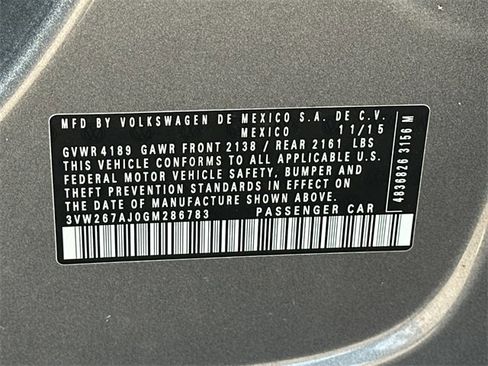 MFD BY VOLKSWAGEN DE MEXICO S.A. DE C.V.
MEXICO 11/15
GVWR 4189 GAWR FRONT 2138 / REAR 2161 LBS
THIS VEHICLE CONFORMS TO ALL APPLICABLE U.S.
FEDERAL MOTOR VEHICLE SAFETY, BUMPER AND
THEFT PREVENTION STANDARDS IN EFFECT ON
THE DATE OF MANUFACTURE SHOWN ABOVE.
3VW267AJ0GM286783 PASSENGER CAR
4836826 3156 M